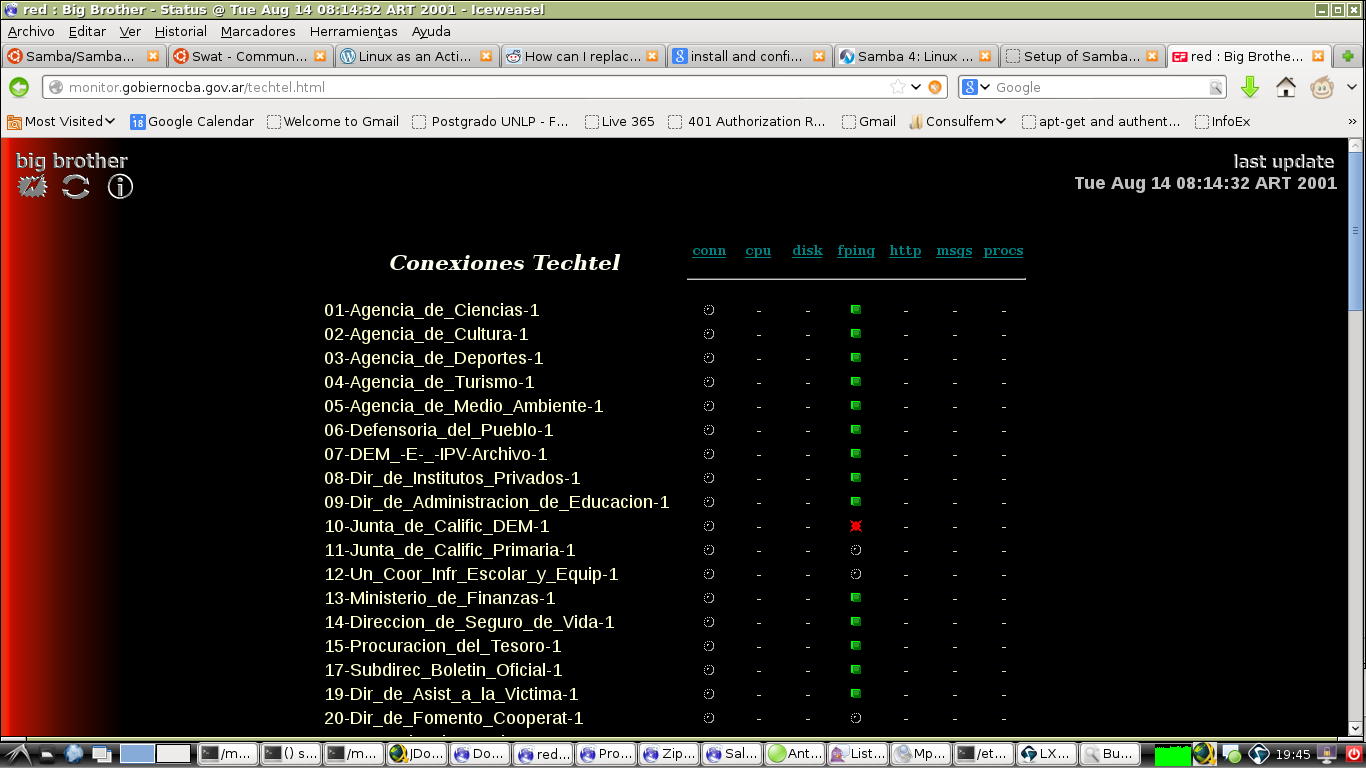 red : Big Brother - Status @ Tue Aug 14 08:14:32 ART 2001 - Iceweasel
Archivo Editar Ver Historial Marcadores Herramientas Ayuda
Samba/Samba... Swat - Commun... Linux as an Acti... How can I replac... install and confi... Samba 4: Linux ... Setup of Samba... red : Big Brothe...
monitor.gobiernocba.gov.ar/techtel.html Google
Most Visited 18 Google Calendar Welcome to Gmail Postgrado UNLP - F... Live 365 401 Authorization R... Gmail Consulfem apt-get and authent... InfoEx »
big brother last update
Tue Aug 14 08:14:32 ART 2001
conn cpu disk fping http msgs procs
Conexiones Techtel
01-Agencia_de_Ciencias-1 - - - - -
02-Agencia_de_Cultura-1 - - - - -
03-Agencia_de_Deportes-1 - - - - -
04-Agencia_de_Turismo-1 - - - - -
05-Agencia_de_Medio_Ambiente-1 - - - - -
06-Defensoria_del_Pueblo-1 - - - - -
07-DEM_-E-_-IPV-Archivo-1 - - - - -
08-Dir_de_Institutos_Privados-1 - - - - -
09-Dir_de_Administracion_de_Educacion-1 - - - - -
10-Junta_de_Calific_DEM-1 - - - - -
11-Junta_de_Calific_Primaria-1 - - - - -
12-Un_Coor_Infr_Escolar_y_Equip-1 - - - - -
13-Ministerio_de_Finanzas-1 - - - - -
14-Direccion_de_Seguro_de_Vida-1 - - - - -
15-Procuracion_del_Tesoro-1 - - - - -
17-Subdirec_Boletin_Oficial-1 - - - - -
19-Dir_de_Asist_a_la_Victima-1 - - - - -
20-Dir_de_Fomento_Cooperat-1 - - - - -
/m... () s... /m... JDo... Do... red... Pro... Zip... Sal... Ant... List... Mp... /et... LX... Bu... 19:45